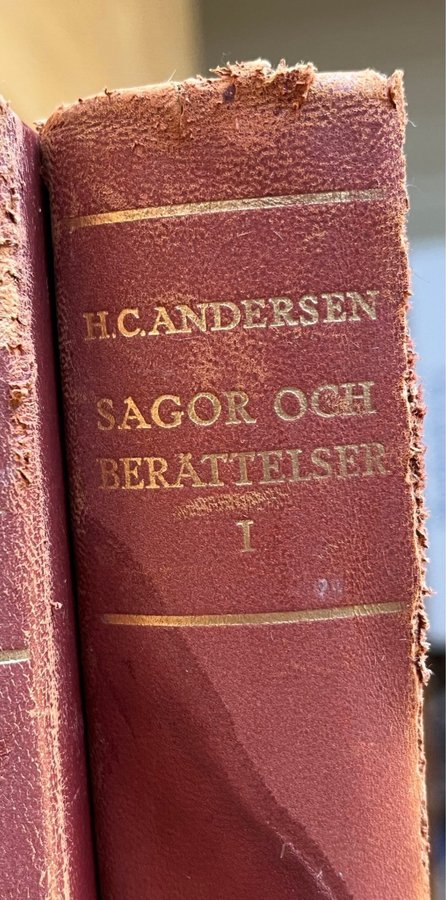 H.C.ANDERSEN
SAGOR OCH
BERÄTTELSER
I